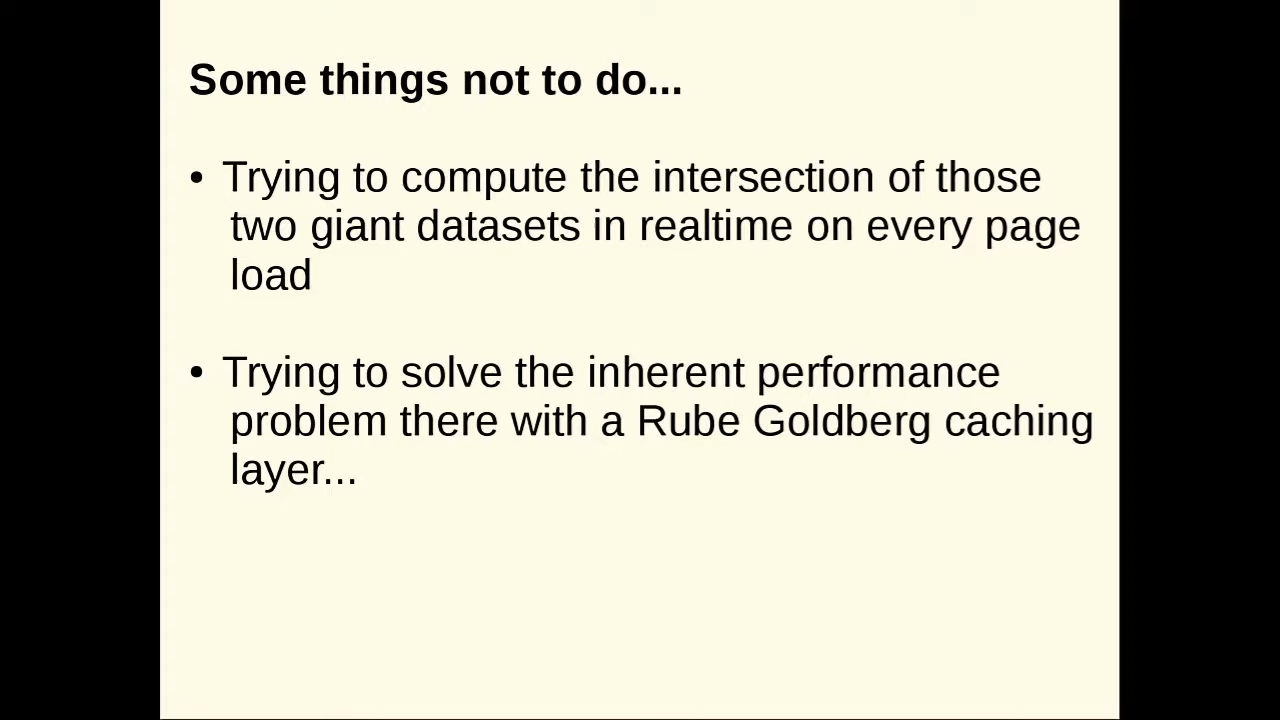 Some things not to do...
• Trying to compute the intersection of those
two giant datasets in realtime on every page
load
• Trying to solve the inherent performance
problem there with a Rube Goldberg caching
layer...